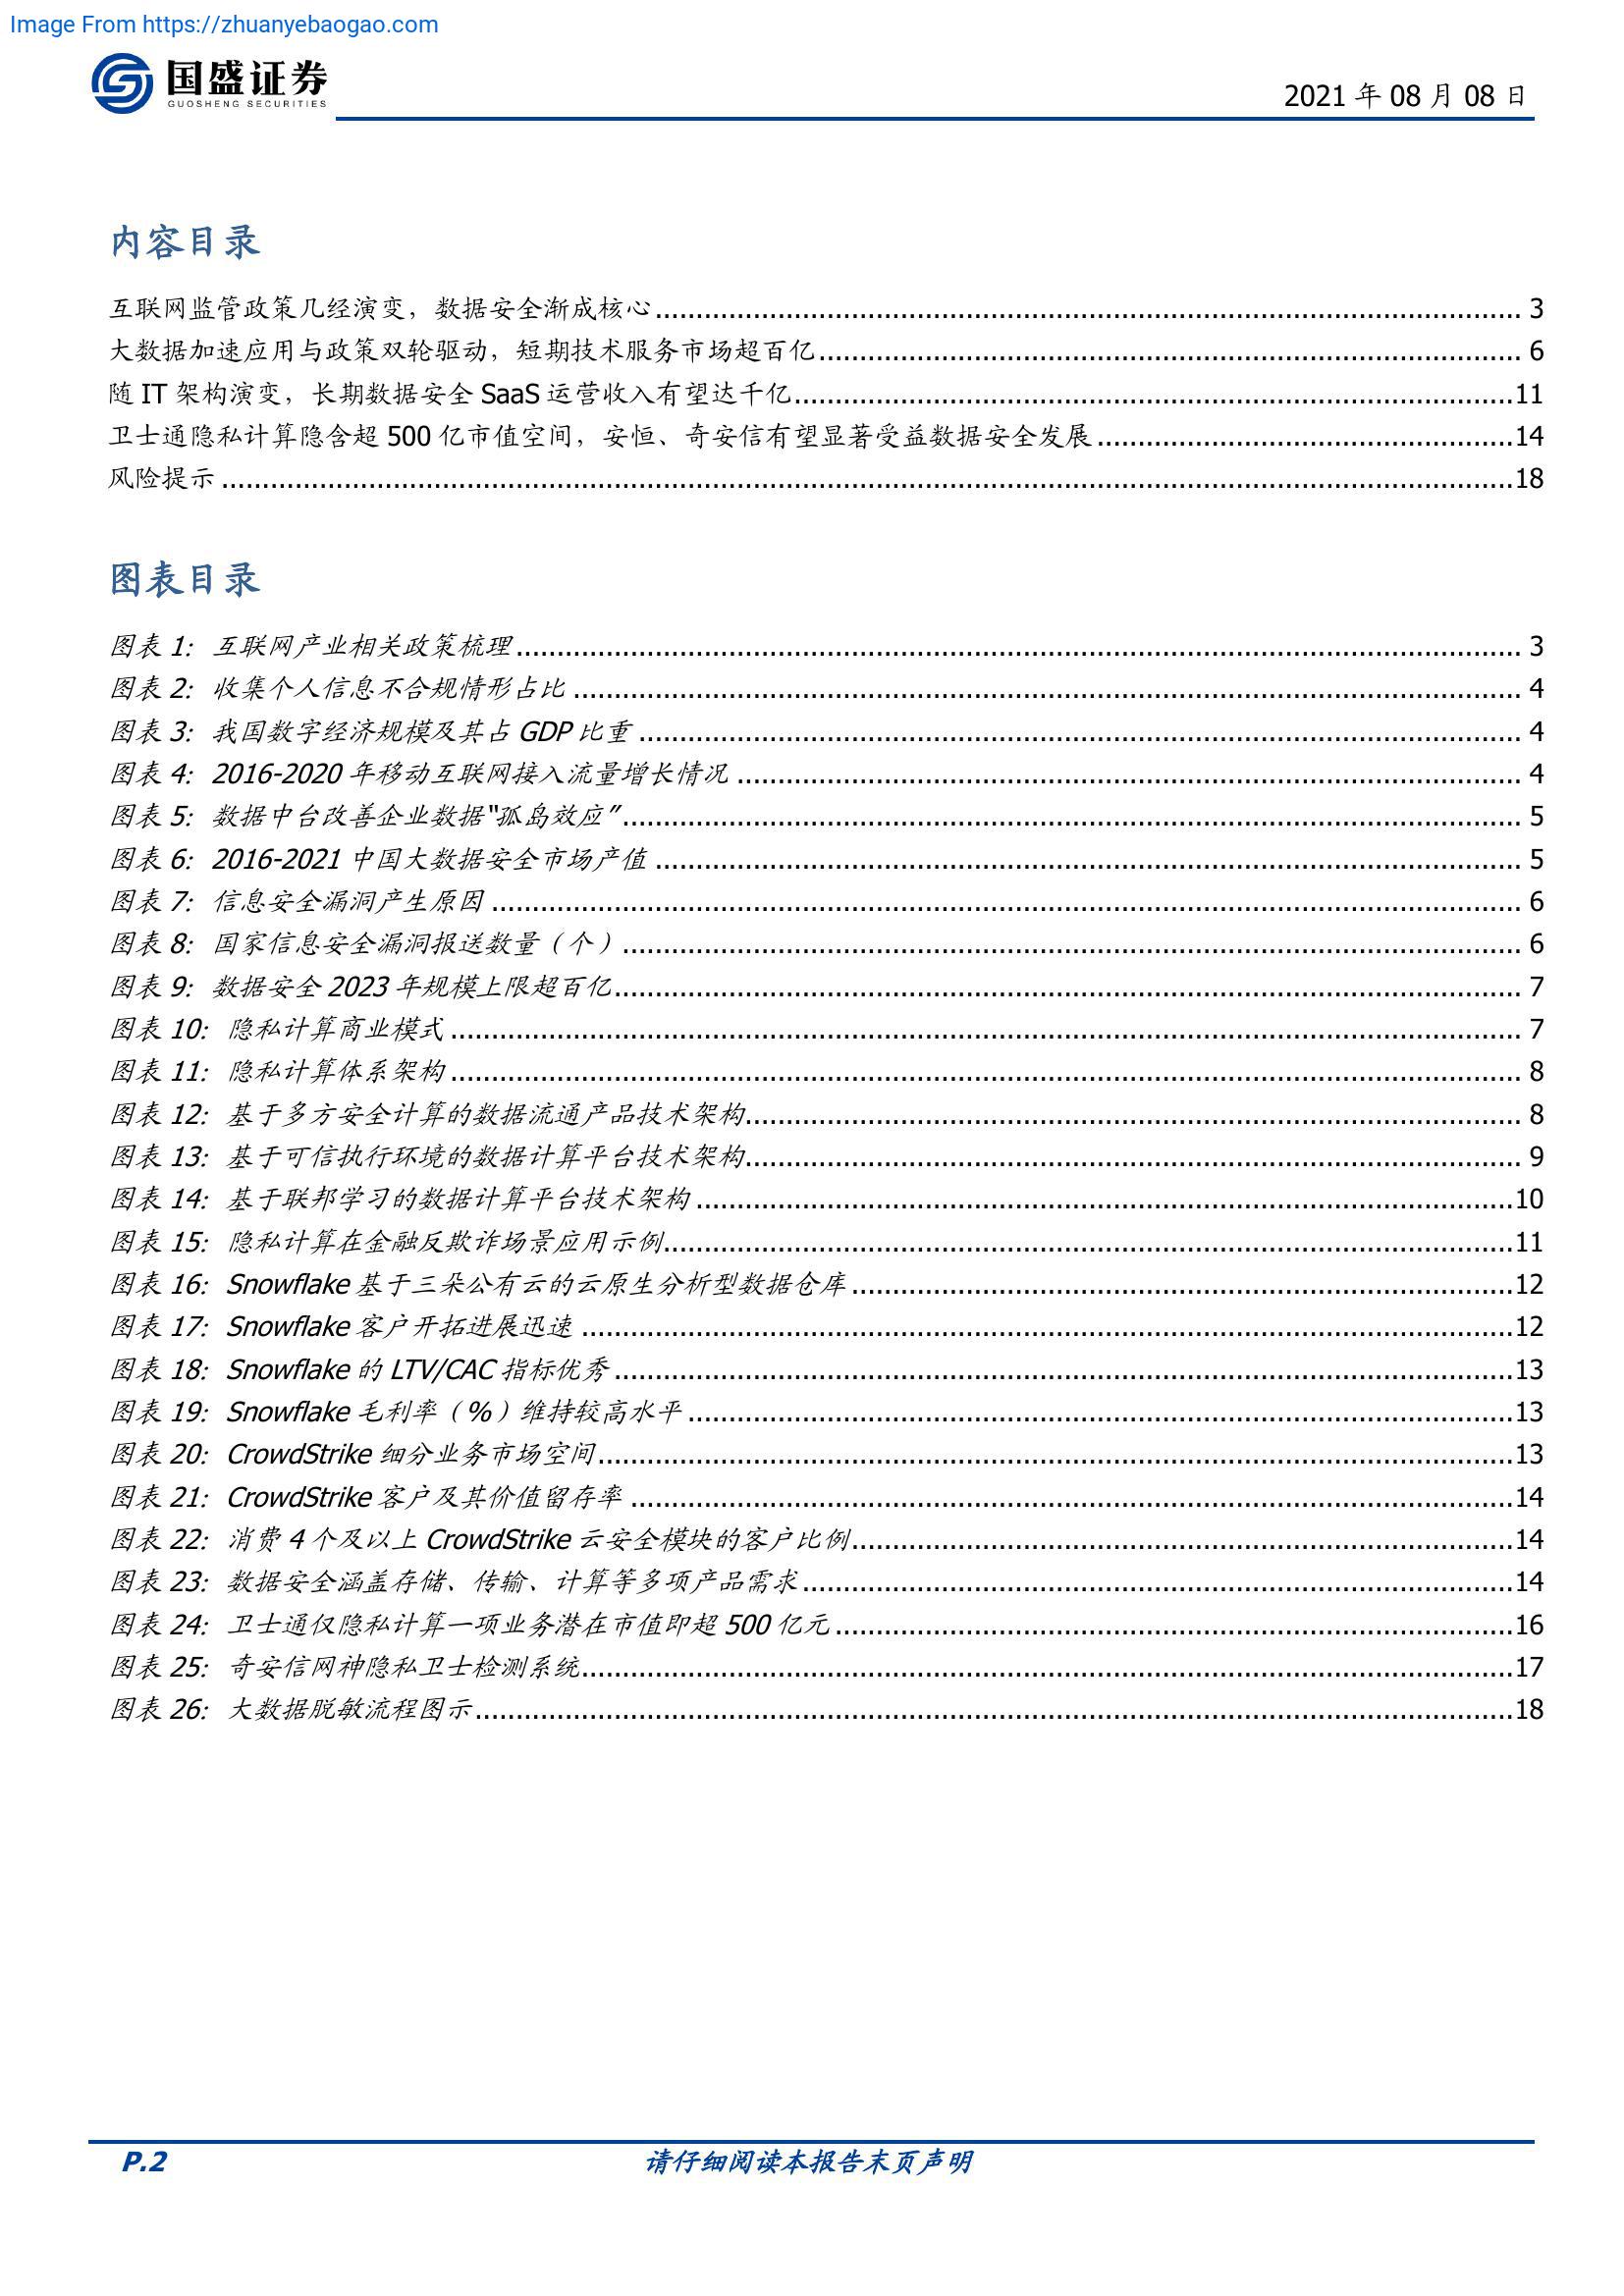 Image From https://zhuanyebaogao.com
国盛证券
GUOSHENG SECURITIES
2021 年 08 月 08 日
内容目录
互联网监管政策几经演变，数据安全渐成核心 3
大数据加速应用与政策双轮驱动，短期技术服务市场超百亿 6
随 IT 架构演变，长期数据安全 SaaS 运营收入有望达千亿 11
卫士通隐私计算隐含超 500 亿市值空间，安恒、奇安信有望显著受益数据安全发展 14
风险提示 18
图表目录
图表 1: 互联网产业相关政策梳理 3
图表 2: 收集个人信息不合规情形占比 4
图表 3: 我国数字经济规模及其占 GDP 比重 4
图表 4: 2016-2020 年移动互联网接入流量增长情况 4
图表 5: 数据中台改善企业数据“孤岛效应” 5
图表 6: 2016-2021 中国大数据安全市场产值 5
图表 7: 信息安全漏洞产生原因 6
图表 8: 国家信息安全漏洞报送数量（个） 6
图表 9: 数据安全 2023 年规模上限超百亿 7
图表 10: 隐私计算商业模式 7
图表 11: 隐私计算体系架构 8
图表 12: 基于多方安全计算的数据流通产品技术架构 8
图表 13: 基于可信执行环境的数据计算平台技术架构 9
图表 14: 基于联邦学习的数据计算平台技术架构 10
图表 15: 隐私计算在金融反欺诈场景应用示例 11
图表 16: Snowflake 基于三朵公有云的云原生分析型数据仓库 12
图表 17: Snowflake 客户开拓进展迅速 12
图表 18: Snowflake 的 LTV/CAC 指标优秀 13
图表 19: Snowflake 毛利率（%）维持较高水平 13
图表 20: CrowdStrike 细分业务市场空间 13
图表 21: CrowdStrike 客户及其价值留存率 14
图表 22: 消费 4 个及以上 CrowdStrike 云安全模块的客户比例 14
图表 23: 数据安全涵盖存储、传输、计算等多项产品需求 14
图表 24: 卫士通仅隐私计算一项业务潜在市值即超 500 亿元 16
图表 25: 奇安信网神隐私卫士检测系统 17
图表 26: 大数据脱敏流程图示 18
P.2
请仔细阅读本报告末页声明